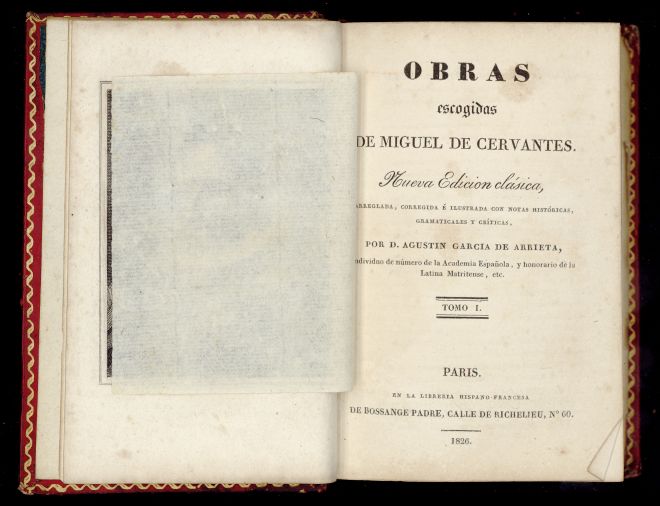 OBRAS
escogidas
DE MIGUEL DE CERVANTES.
Nueva Edicion clásica,
ARREGLADA, CORREGIDA É ILUSTRADA CON NOTAS HISTÓRICAS,
GRAMATICALES Y CRÍTICAS,
POR D. AGUSTIN GARCIA DE ARRIETA,
individuo de número de la Academia Española, y honorario de la
Latina Matritense, etc.
TOMO I.
PARIS.
EN LA LIBRERIA HISPANO-FRANCESA
DE BOSSANGE PADRE, CALLE DE RICHELIEU, N° 60.
1826.